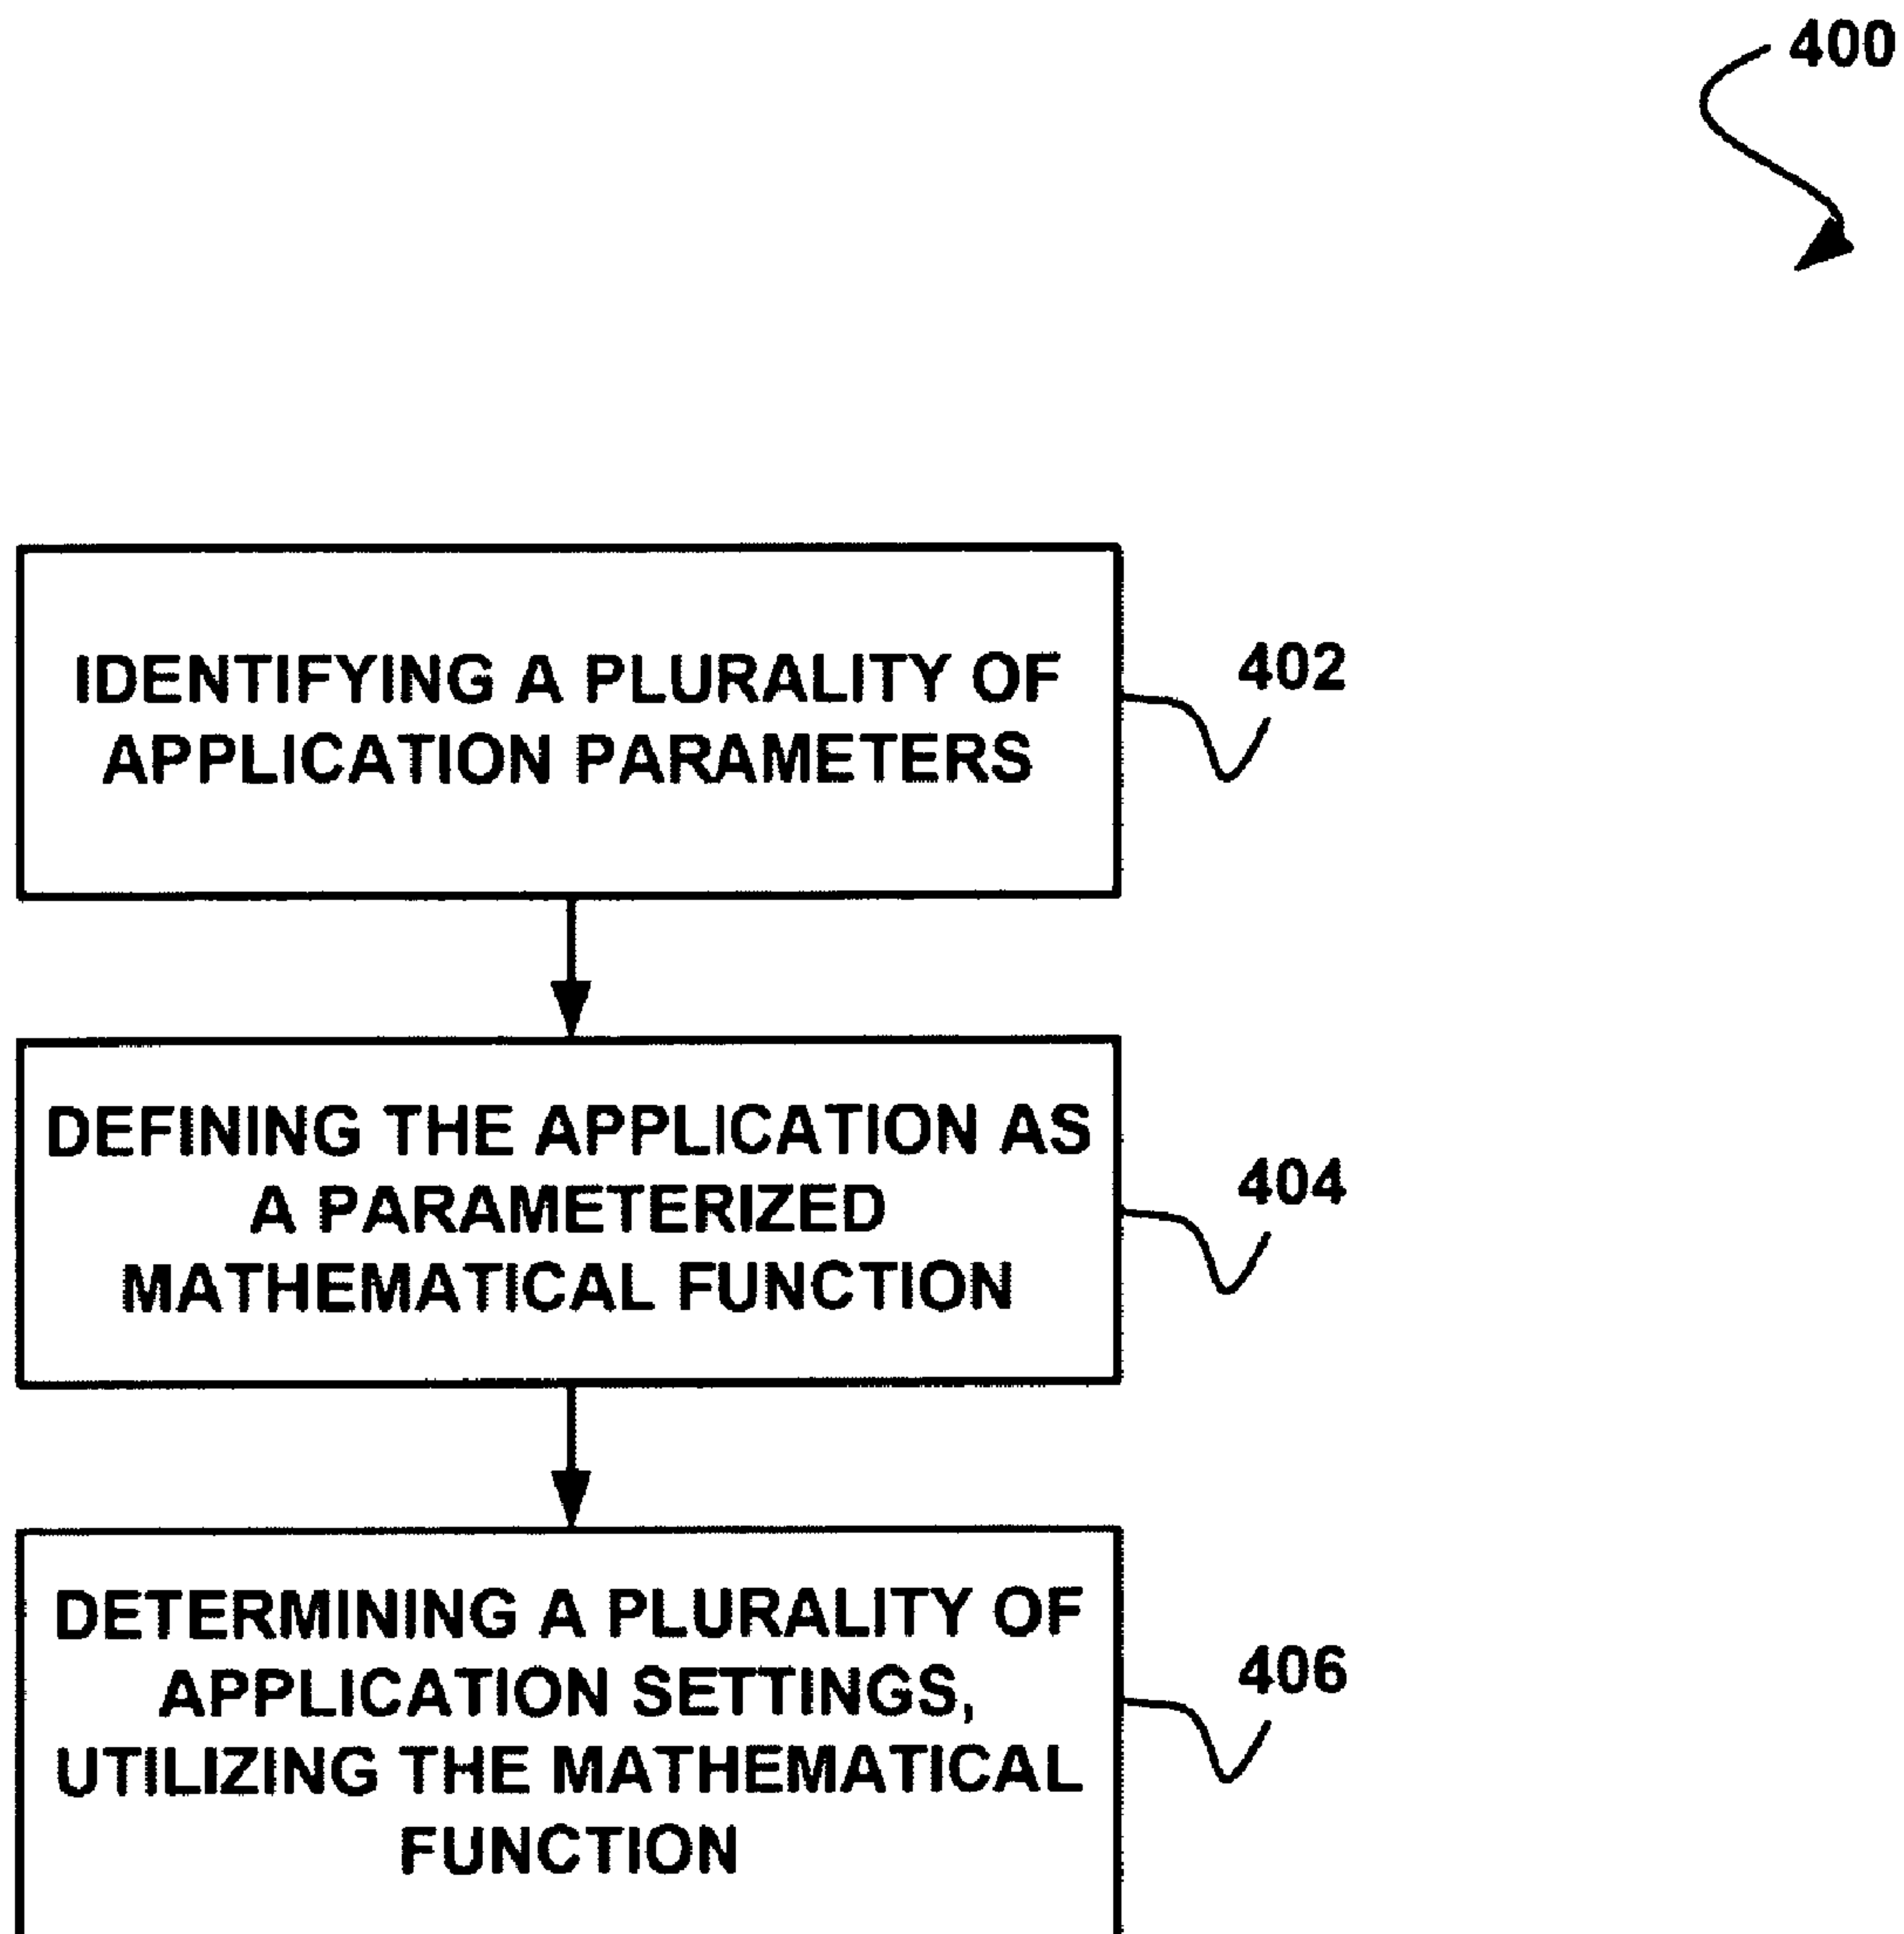 400
IDENTIFYING A PLURALITY OF
APPLICATION PARAMETERS
402
DEFINING THE APPLICATION AS
A PARAMETERIZED
MATHEMATICAL FUNCTION
404
DETERMINING A PLURALITY OF
APPLICATION SETTINGS,
UTILIZING THE MATHEMATICAL
FUNCTION
406